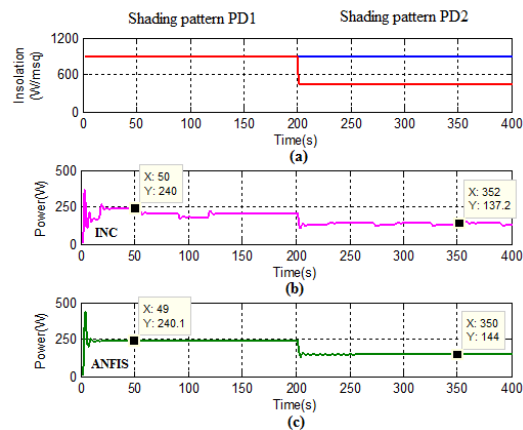 Shading pattern PD1
Shading pattern PD2
1200
600
0
Insolation
(W/msq)
0 50 100 150 200 250 300 350 400
Time(s)
(a)
500
250
0
Power(W)
X: 50
Y: 240
X: 352
Y: 137.2
INC
0 50 100 150 200 250 300 350 400
Time(s)
(b)
500
250
0
Power(W)
X: 49
Y: 240.1
X: 350
Y: 144
ANFIS
0 50 100 150 200 250 300 350 400
Time(s)
(c)